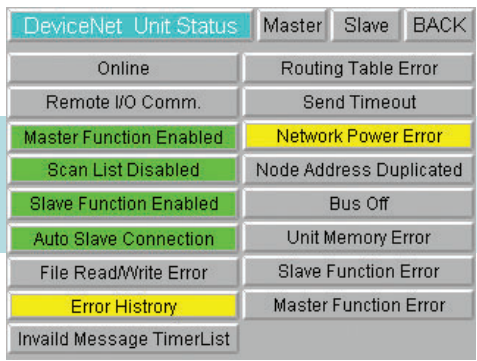 DeviceNet Unit Status Master Slave BACK
Online Routing Table Error
Remote I/O Comm. Send Timeout
Master Function Enabled Network Power Error
Scan List Disabled Node Address Duplicated
Slave Function Enabled Bus Off
Auto Slave Connection Unit Memory Error
File Read/Write Error Slave Function Error
Error Histrory Master Function Error
Invaild Message TimerList